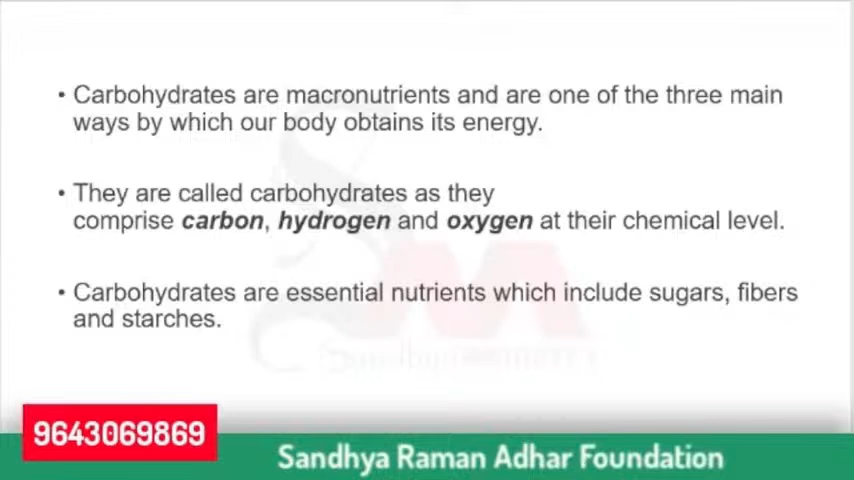 • Carbohydrates are macronutrients and are one of the three main
ways by which our body obtains its energy.
• They are called carbohydrates as they
comprise carbon, hydrogen and oxygen at their chemical level.
• Carbohydrates are essential nutrients which include sugars, fibers
and starches.
9643069869
Sandhya Raman Adhar Foundation